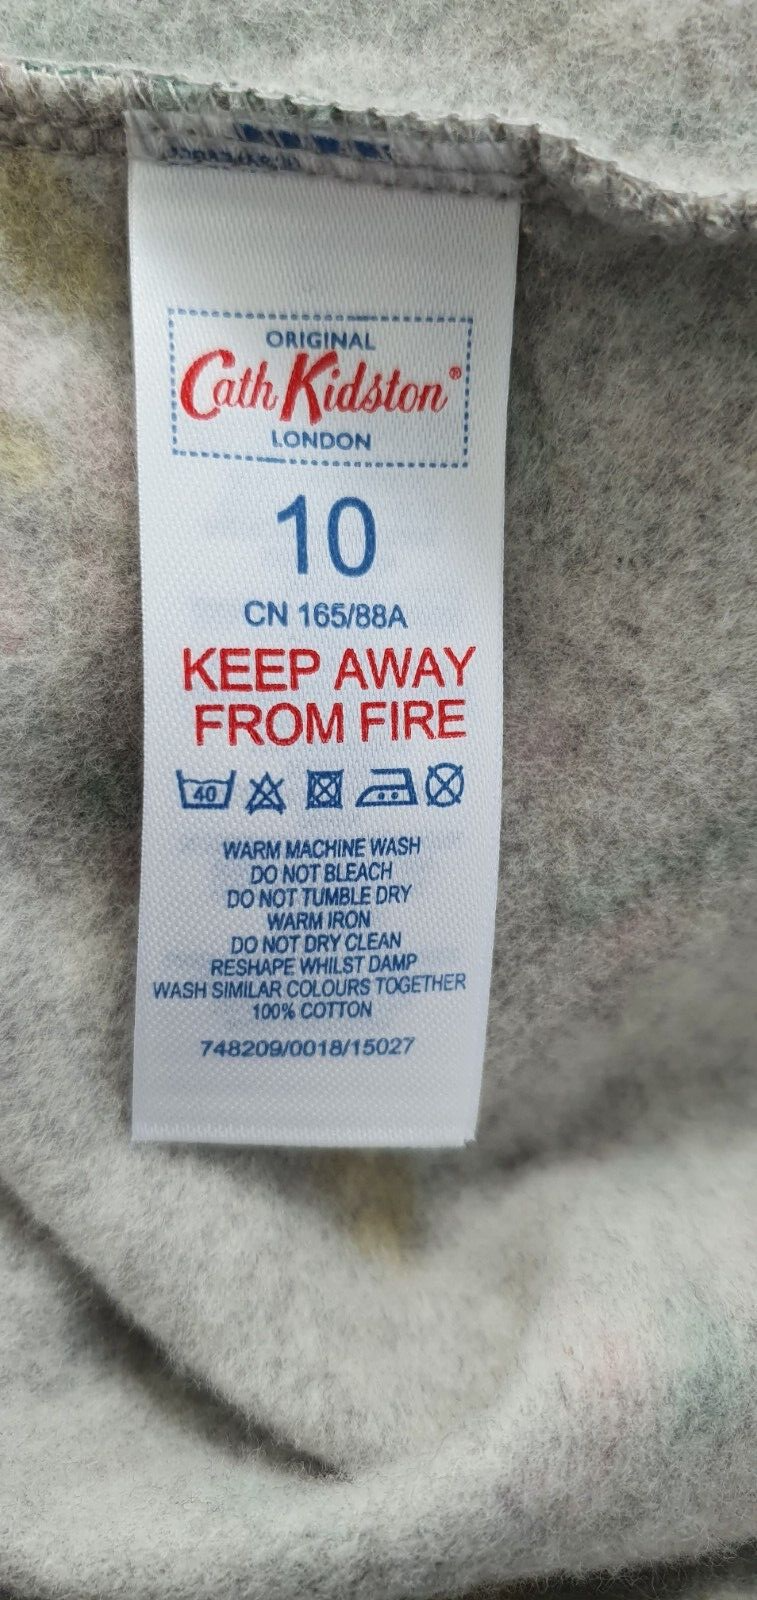 ORIGINAL
Cath Kidston®
LONDON
10
CN 165/88A
KEEP AWAY
FROM FIRE
40
WARM MACHINE WASH
DO NOT BLEACH
DO NOT TUMBLE DRY
WARM IRON
DO NOT DRY CLEAN
RESHAPE WHILST DAMP
WASH SIMILAR COLOURS TOGETHER
100% COTTON
748209/0018/15027